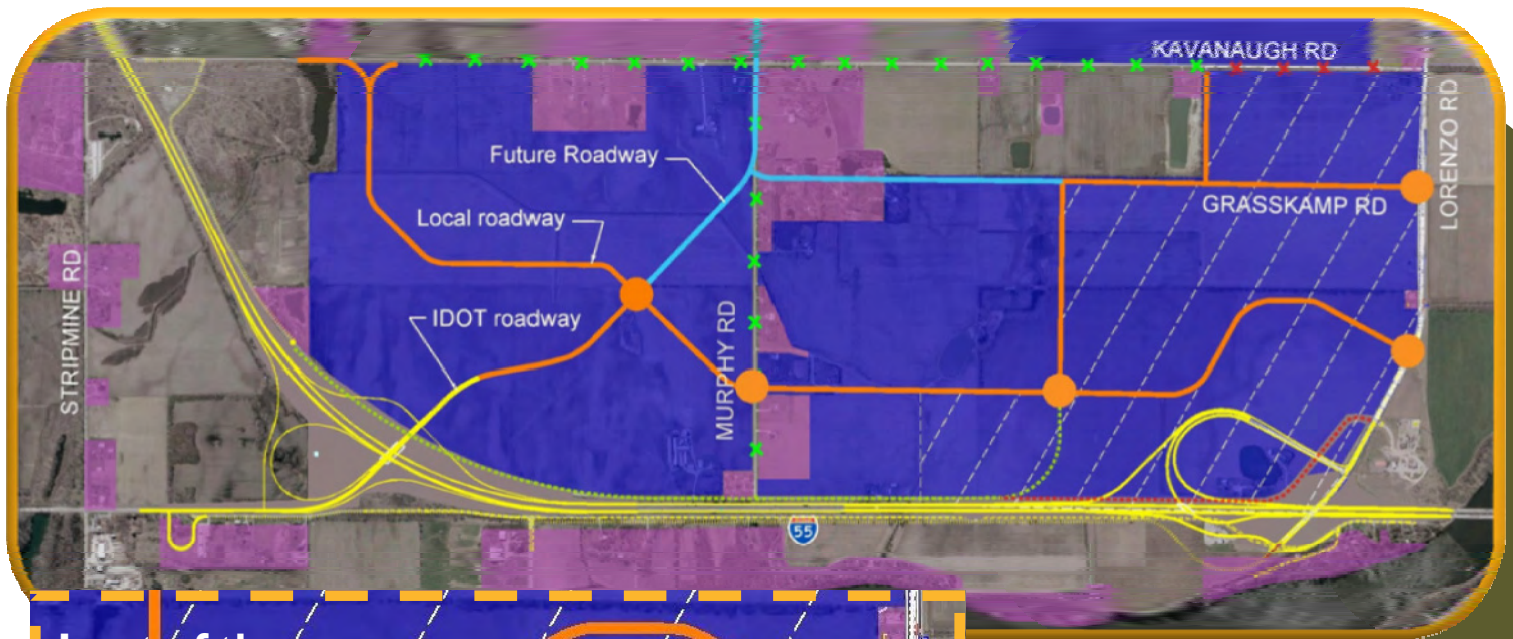 KAVANAUGH RD
LORENZO RD
Future Roadway
GRASSKAMP RD
Local roadway
STRIPMINE RD
IDOT roadway
MURPHY RD
55